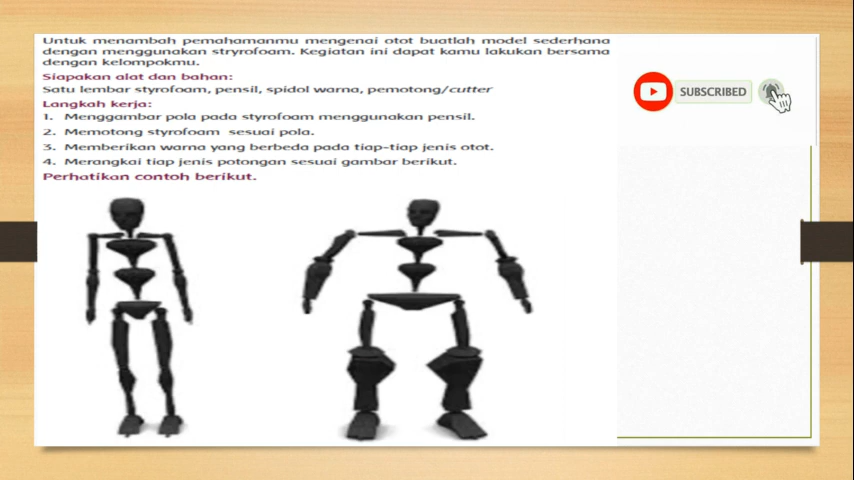 Untuk menambah pemahamanmu mengenai otot buatlah model sederhana
dengan menggunakan stryrofoam. Kegiatan ini dapat kamu lakukan bersama
dengan kelompokmu.
Siapakan alat dan bahan:
Satu lembar styrofoam, pensil, spidol warna, pemotong/cutter
Langkah kerja:
1. Menggambar pola pada styrofoam menggunakan pensil.
2. Memotong styrofoam sesuai pola.
3. Memberikan warna yang berbeda pada tiap-tiap jenis otot.
4. Merangkai tiap jenis potongan sesuai gambar berikut.
Perhatikan contoh berikut.
SUBSCRIBED